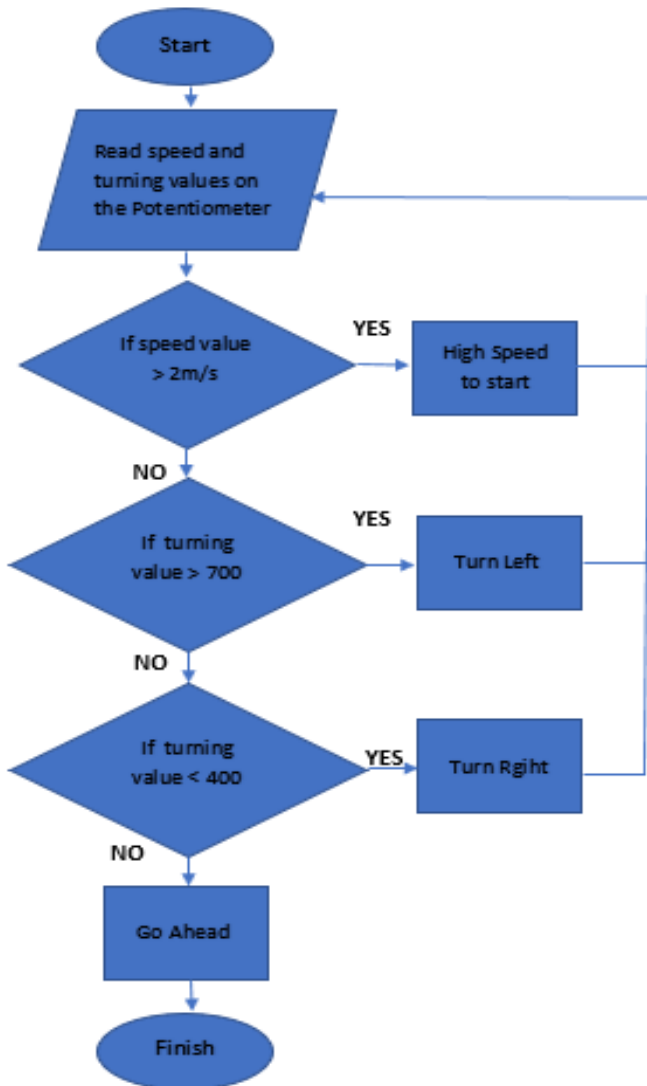 Start
Read speed and
turning values on
the Potentiometer
If speed value
> 2m/s
YES
High Speed
to start
NO
If turning
value > 700
YES
Turn Left
NO
If turning
value < 400
YES
Turn Rgiht
NO
Go Ahead
Finish